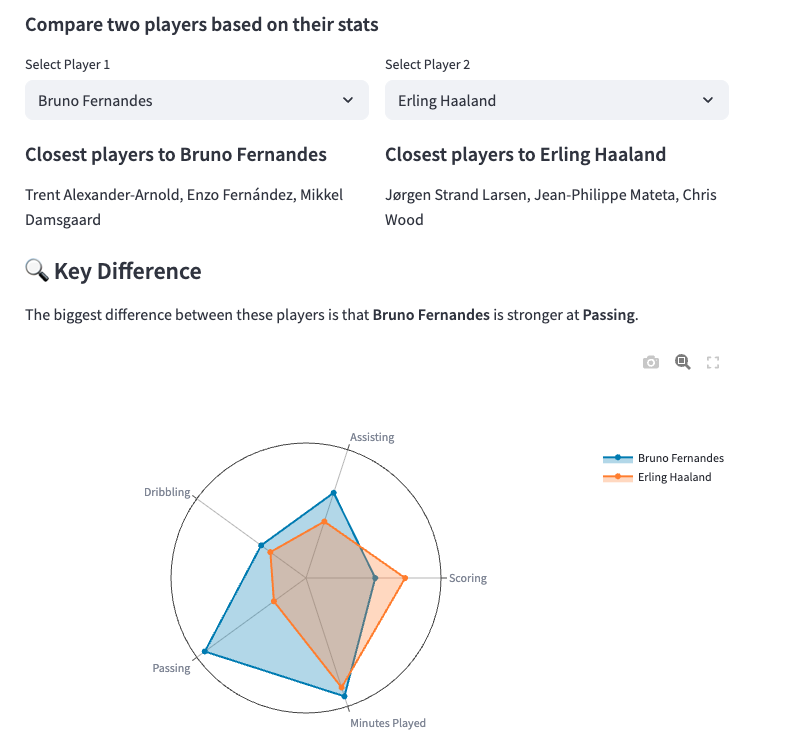 Compare two players based on their stats
Select Player 1
Select Player 2
Bruno Fernandes
Erling Haaland
Closest players to Bruno Fernandes
Closest players to Erling Haaland
Trent Alexander-Arnold, Enzo Fernández, Mikkel
Damsgaard
Jørgen Strand Larsen, Jean-Philippe Mateta, Chris
Wood
🔍 Key Difference
The biggest difference between these players is that Bruno Fernandes is stronger at Passing.
Assisting
Bruno Fernandes
Erling Haaland
Dribbling
Scoring
Passing
Minutes Played